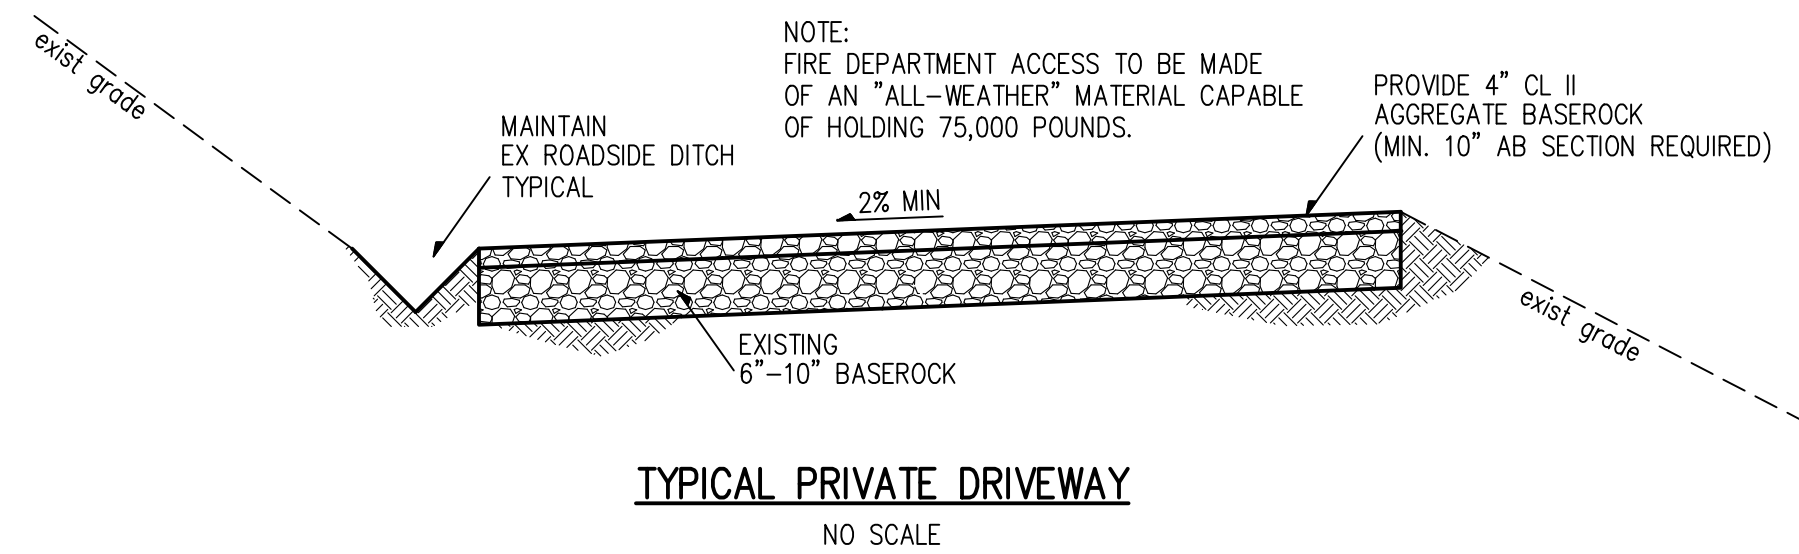 exist grade
NOTE:
FIRE DEPARTMENT ACCESS TO BE MADE
OF AN "ALL-WEATHER" MATERIAL CAPABLE
OF HOLDING 75,000 POUNDS.
PROVIDE 4" CL II
AGGREGATE BASEROCK
(MIN. 10" AB SECTION REQUIRED)
MAINTAIN
EX ROADSIDE DITCH
TYPICAL
2% MIN
exist grade
EXISTING
6"-10" BASEROCK
TYPICAL PRIVATE DRIVEWAY
NO SCALE